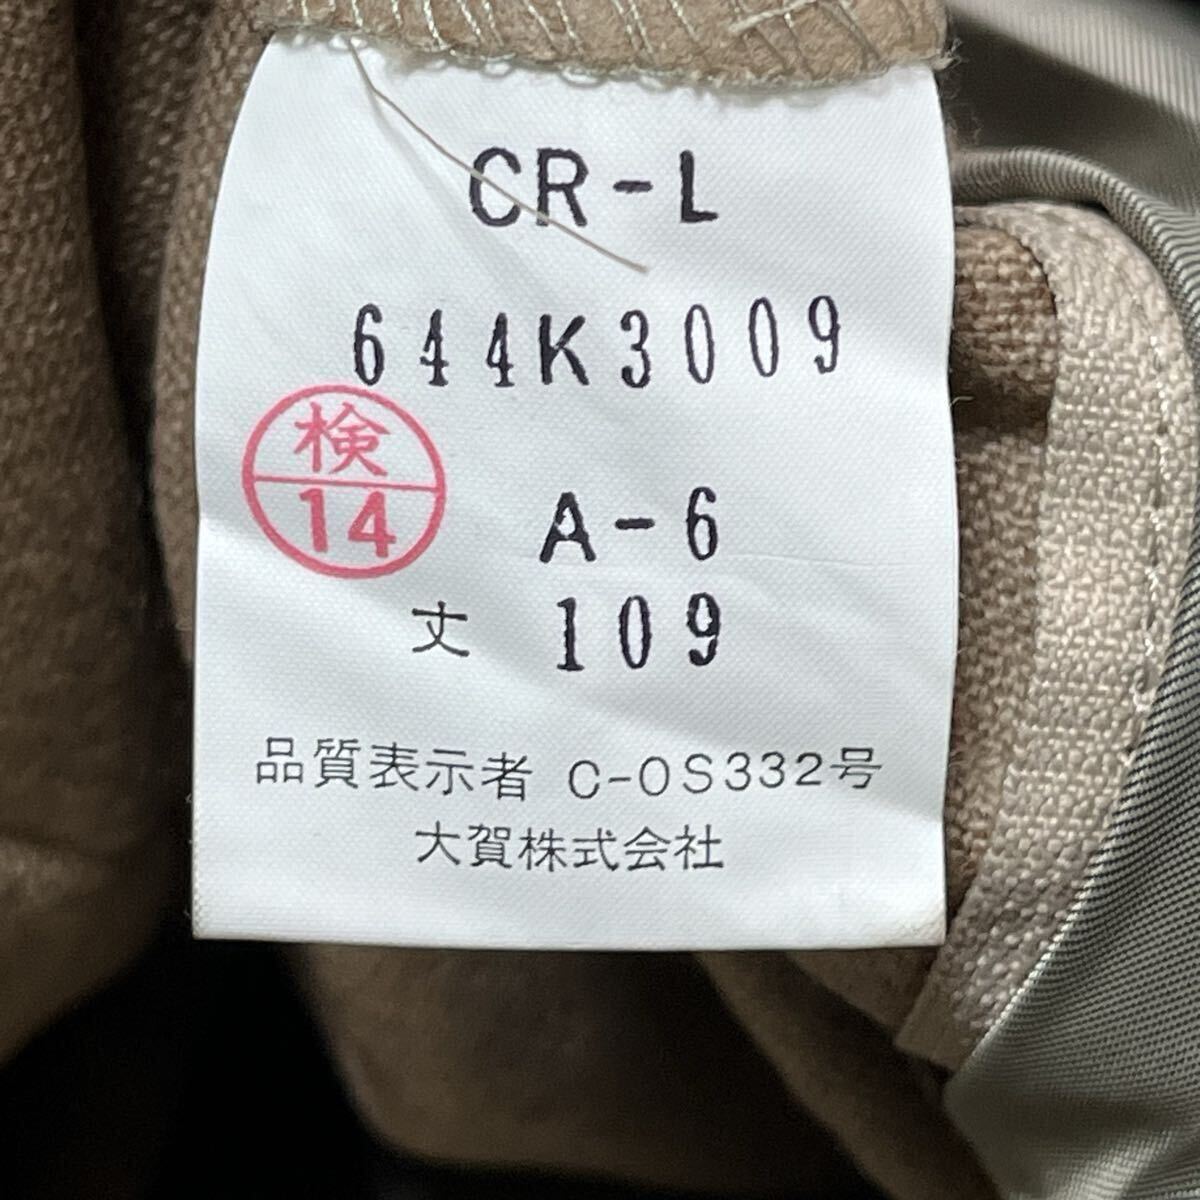 CR-L
644K3009
検
14
A-6
丈 109
品質表示者 C-OS332号
大賀株式会社